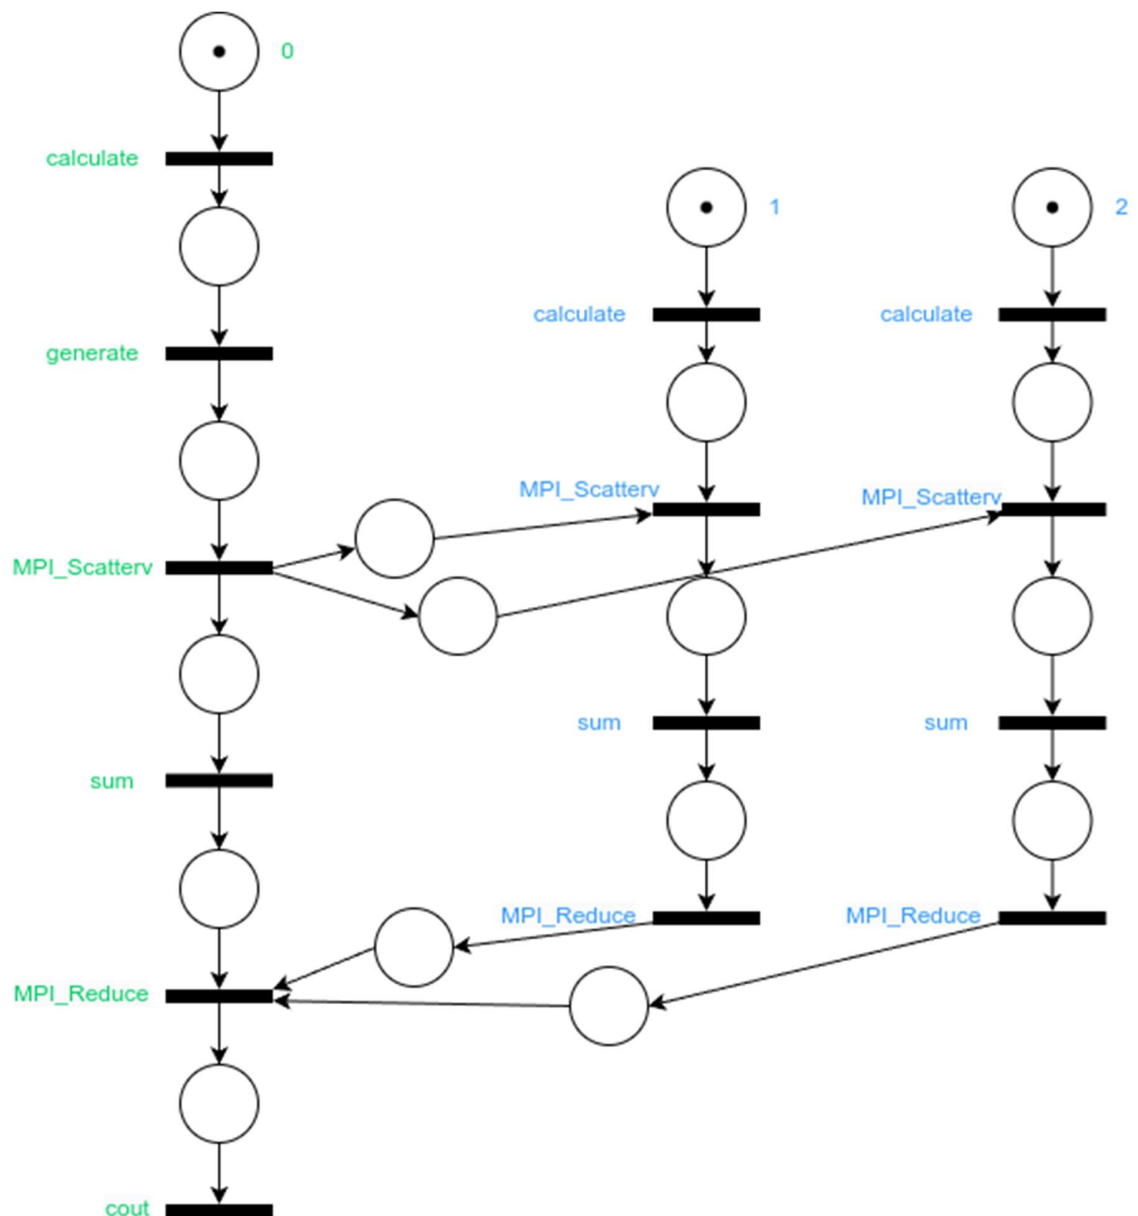 0
calculate
1
2
calculate
calculate
generate
MPI_Scatterv
MPI_Scatterv
MPI_Scatterv
sum
sum
sum
MPI_Reduce
MPI_Reduce
MPI_Reduce
cout